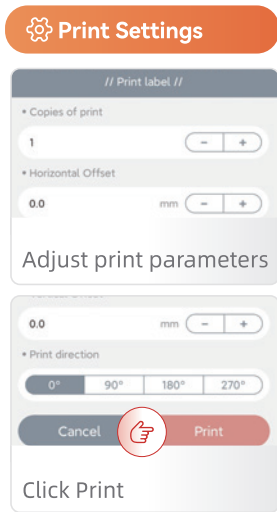 Print Settings
// Print label //
• Copies of print
1 - +
• Horizontal Offset
0.0 mm - +
Adjust print parameters
0.0 mm - +
• Print direction
0° 90° 180° 270°
Cancel Print
Click Print